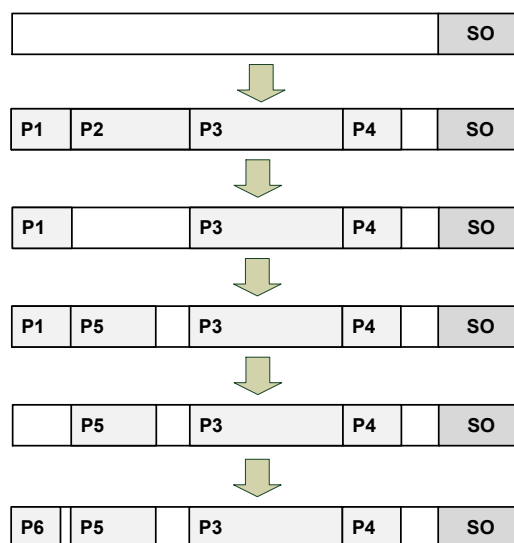 SO
P1 P2 P3 P4 SO
P1 P3 P4 SO
P1 P5 P3 P4 SO
P5 P3 P4 SO
P6 P5 P3 P4 SO